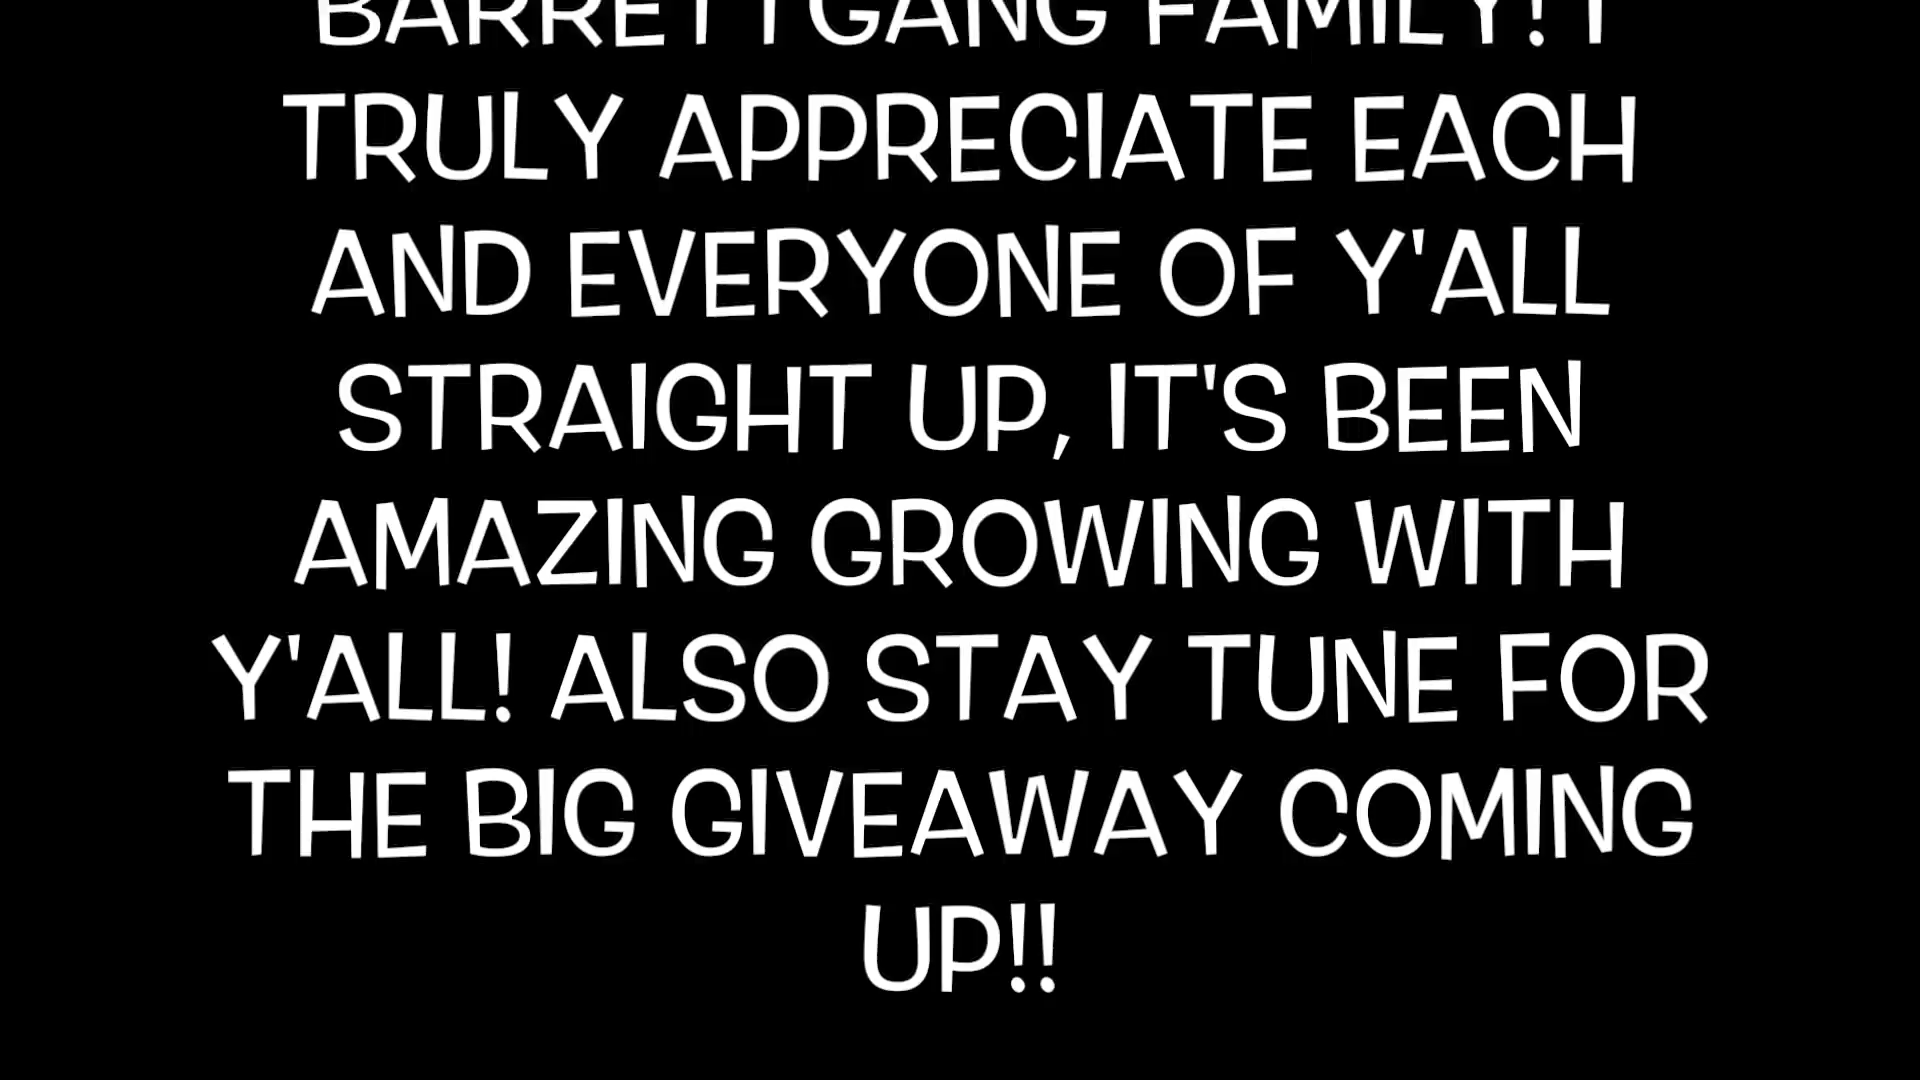 BARRETTGANG FAMILY! I
TRULY APPRECIATE EACH
AND EVERYONE OF Y'ALL
STRAIGHT UP, IT'S BEEN
AMAZING GROWING WITH
Y'ALL! ALSO STAY TUNE FOR
THE BIG GIVEAWAY COMING
UP!!